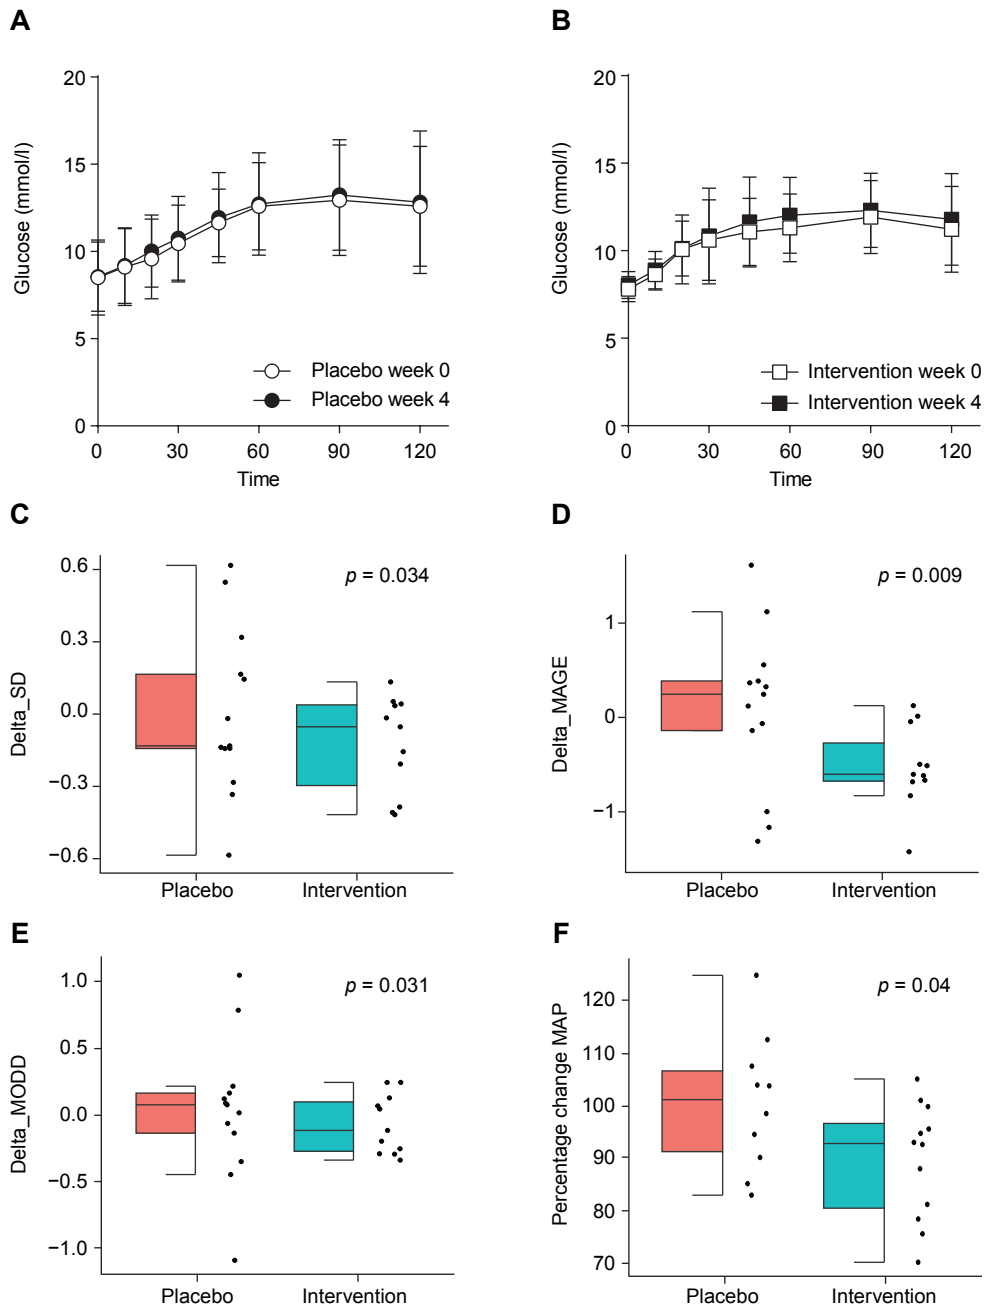 A
B
Glucose (mmol/l)
20
15
10
5
0
0
30
60
90
120
Time
Placebo week 0
Placebo week 4
Glucose (mmol/l)
20
15
10
5
0
0
30
60
90
120
Time
Intervention week 0
Intervention week 4
C
D
Delta_SD
0.6
0.3
0.0
−0.3
−0.6
p = 0.034
Placebo
Intervention
Delta_MAGE
1
0
−1
p = 0.009
Placebo
Intervention
E
F
Delta_MODD
1.0
0.5
0.0
−0.5
−1.0
p = 0.031
Placebo
Intervention
Percentage change MAP
120
110
100
90
80
70
p = 0.04
Placebo
Intervention